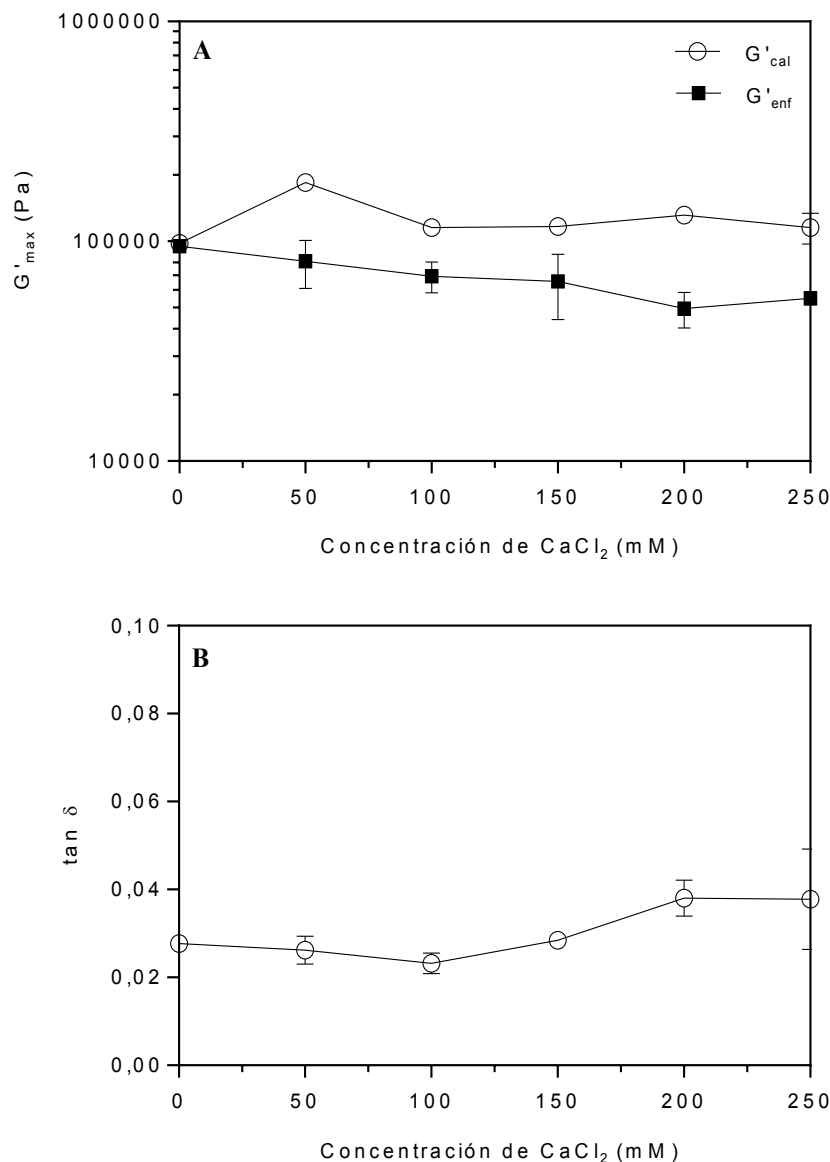 A
G'cal
G'enf
G'max (Pa)
1000000
100000
10000
0 50 100 150 200 250
Concentración de CaCl2 (mM)
B
tan δ
0,10
0,08
0,06
0,04
0,02
0,00
0 50 100 150 200 250
Concentración de CaCl2 (mM)